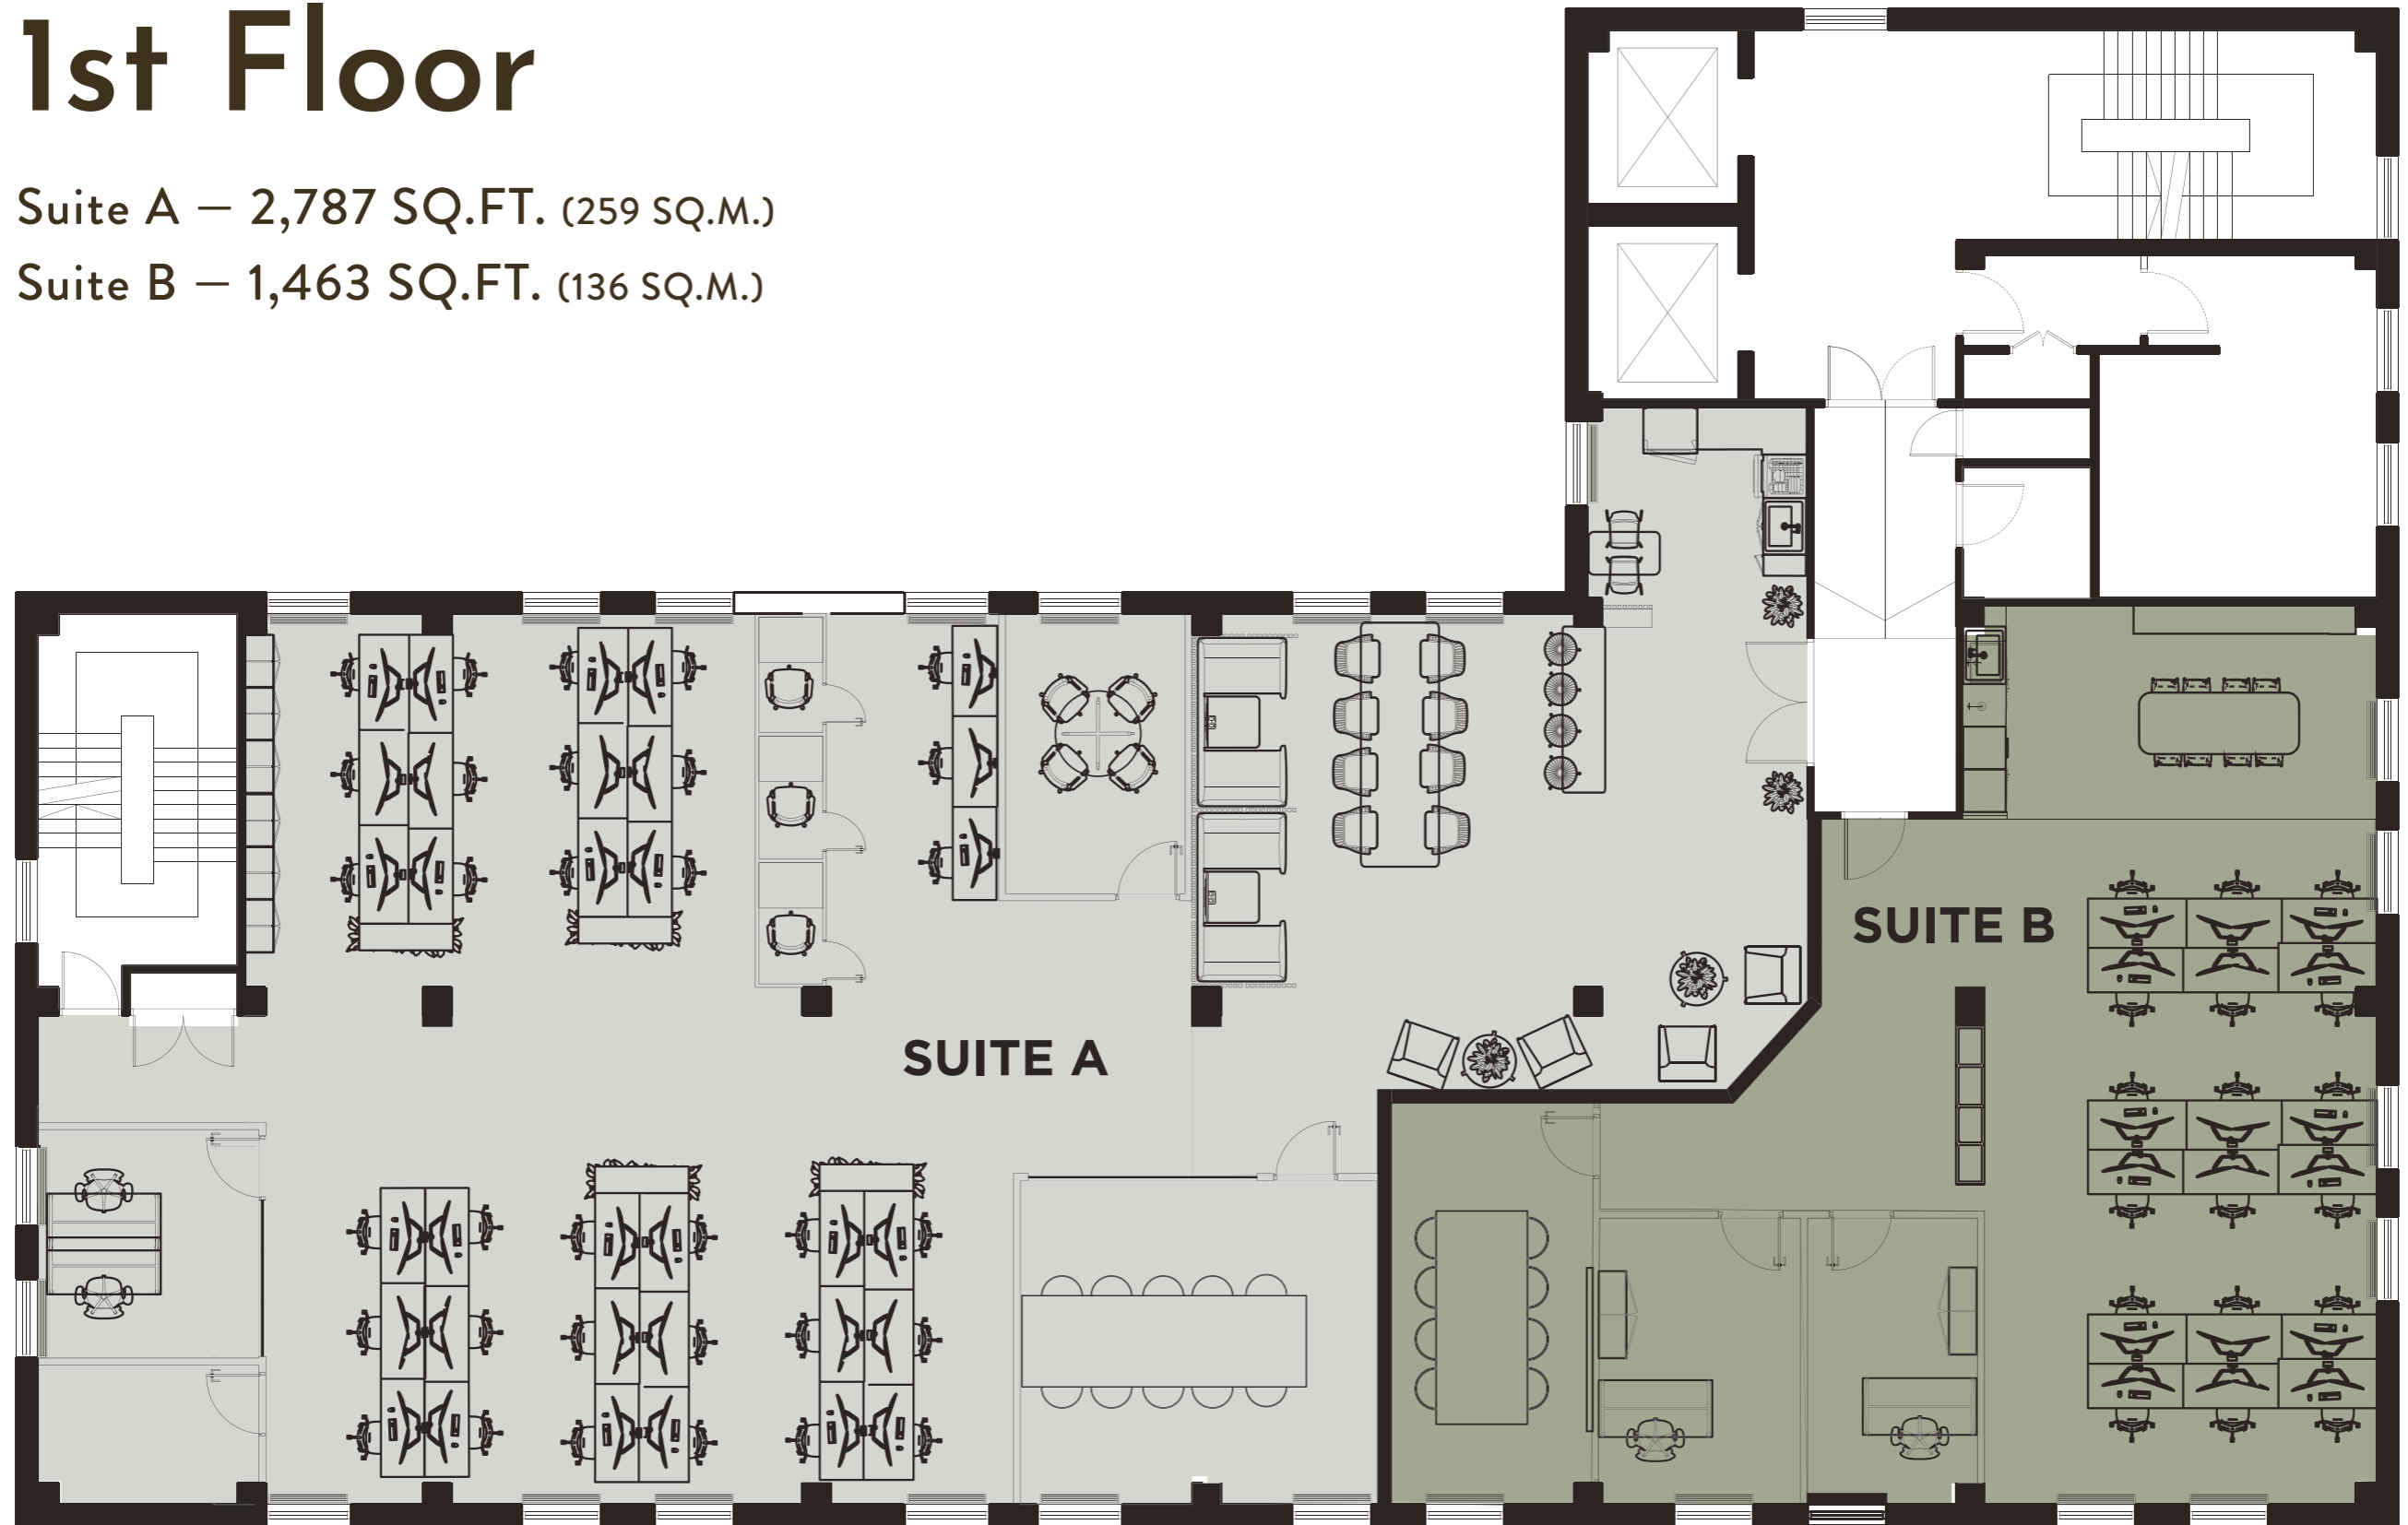 1st Floor
Suite A — 2,787 SQ.FT. (259 SQ.M.)
Suite B — 1,463 SQ.FT. (136 SQ.M.)
SUITE B
SUITE A